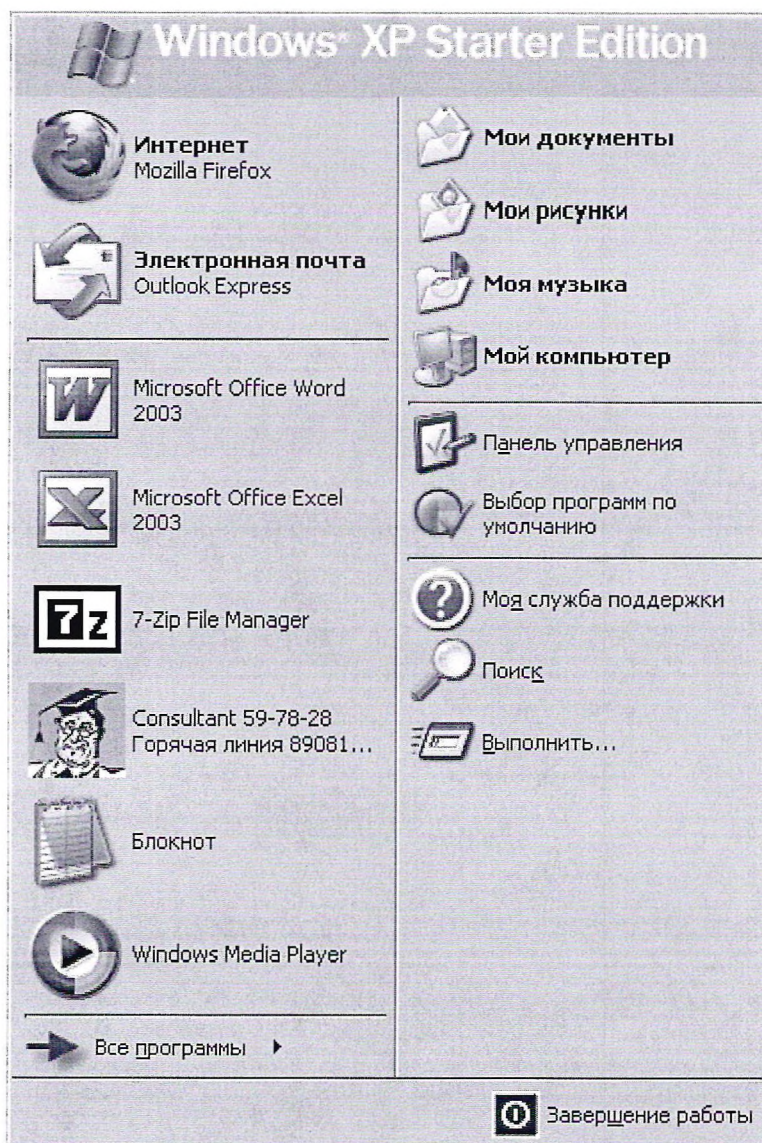 Windows® XP Starter Edition
Интернет
Mozilla Firefox
Электронная почта
Outlook Express
Microsoft Office Word
2003
Microsoft Office Excel
2003
7-Zip File Manager
Consultant 59-78-28
Горячая линия 89081...
Блокнот
Windows Media Player
Все программы
Мои документы
Мои рисунки
Моя музыка
Мой компьютер
Панель управления
Выбор программ по
умолчанию
Моя служба поддержки
Поиск
Выполнить...
Завершение работы